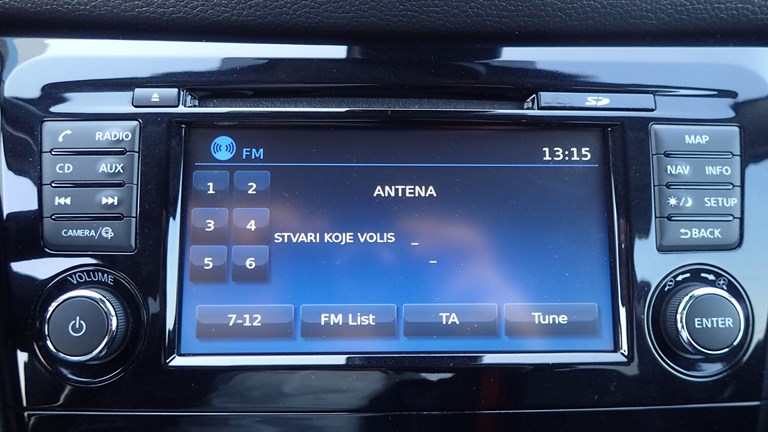 SD
RADIO
CD AUX
CAMERA/
VOLUME
FM 13:15
1 2
ANTENA
3 4
STVARI KOJE VOLIS _
_
5 6
7-12 FM List TA Tune
MAP
NAV INFO
SETUP
BACK
ENTER